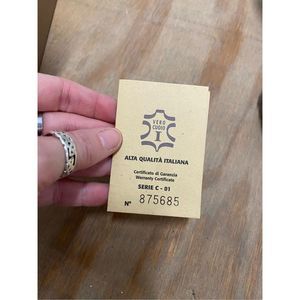 VERO
CUOIO
I
ALTA QUALITÀ ITALIANA
Certificato di Garanzia
Warranty Certificate
SERIE C - 01
N° 875685